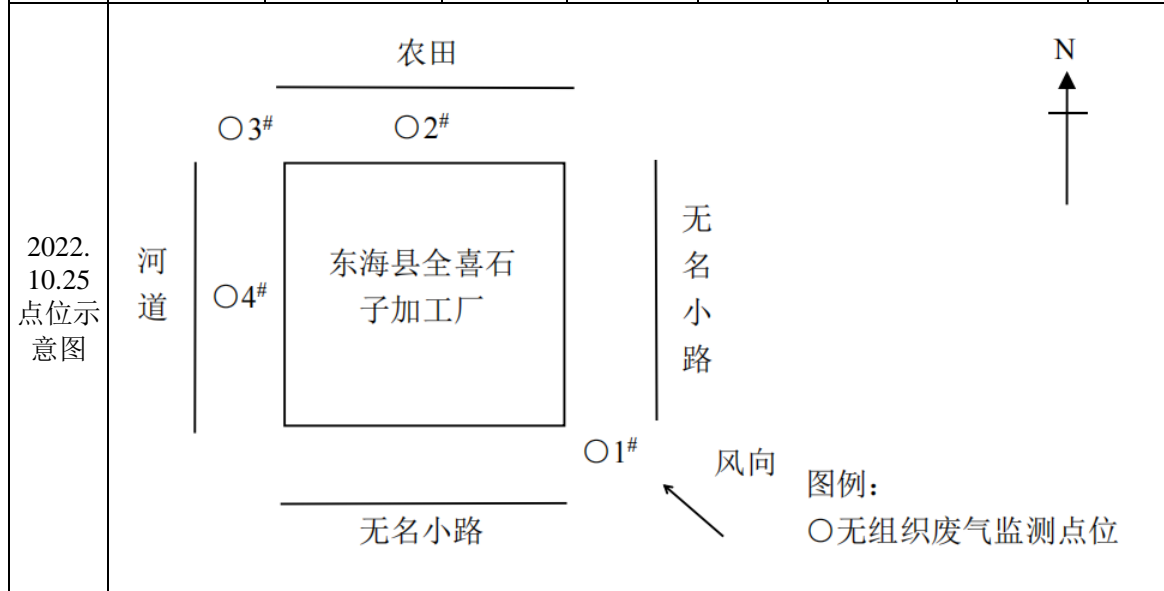 2022.
10.25
点位示
意图
农田
N
○3#
○2#
河道
○4#
东海县全喜石
子加工厂
无名小路
○1#
风向
图例：
○无组织废气监测点位
无名小路